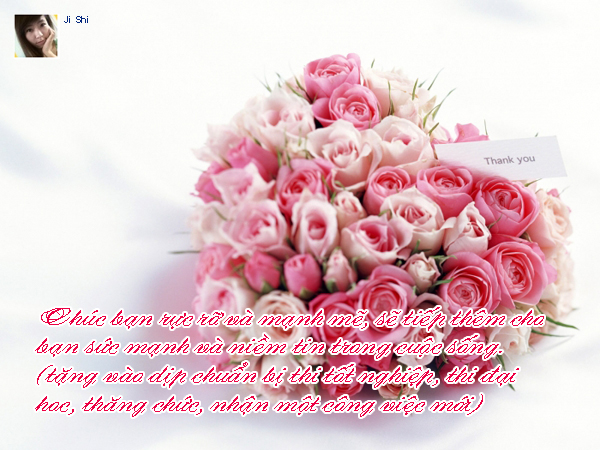 Ji Shi
Thank you
Chúc bạn rực rỡ và mạnh mẽ, sẽ tiếp thêm cho
bạn sức mạnh và niềm tin trong cuộc sống.
(tặng vào dịp chuẩn bị thi tốt nghiệp, thi đại
học, thăng chức, nhận một công việc mới)